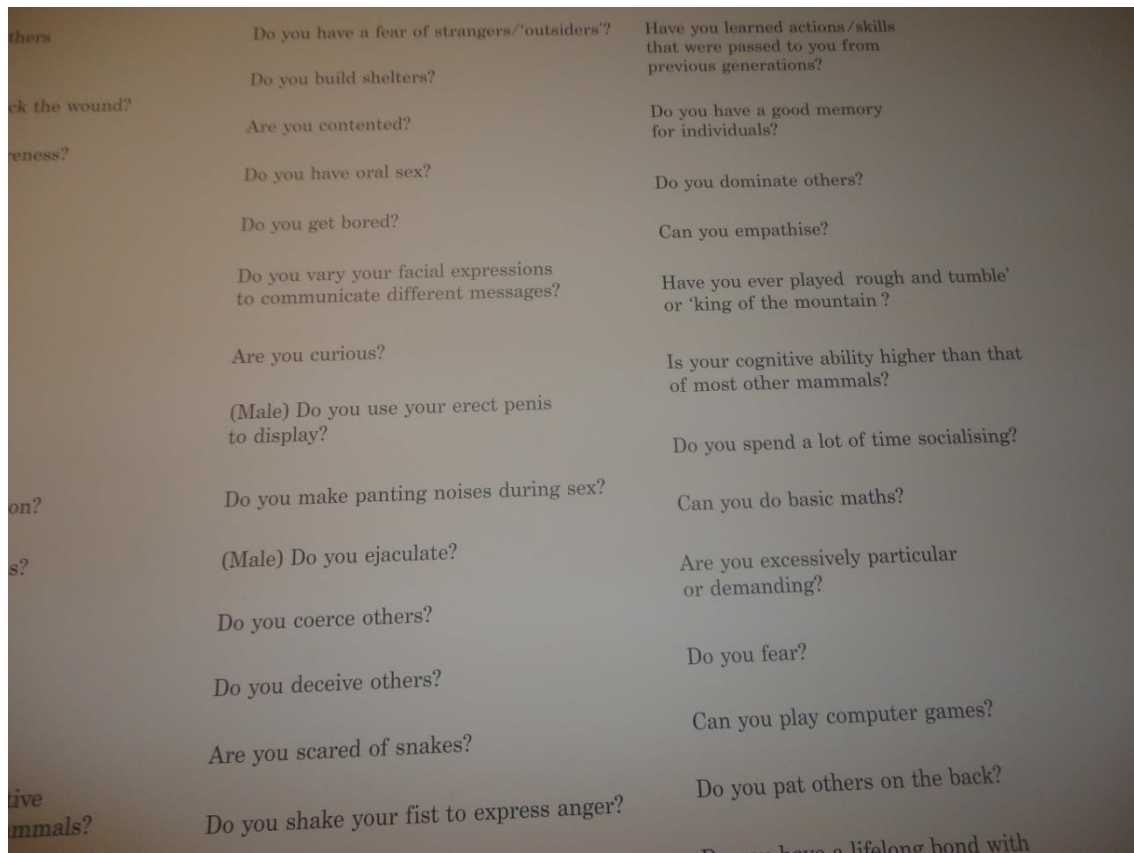 thers
ck the wound?
eness?
on?
s?
tive
mmals?
Do you have a fear of strangers/'outsiders'?
Do you build shelters?
Are you contented?
Do you have oral sex?
Do you get bored?
Do you vary your facial expressions
to communicate different messages?
Are you curious?
(Male) Do you use your erect penis
to display?
Do you make panting noises during sex?
(Male) Do you ejaculate?
Do you coerce others?
Do you deceive others?
Are you scared of snakes?
Do you shake your fist to express anger?
Have you learned actions/skills
that were passed to you from
previous generations?
Do you have a good memory
for individuals?
Do you dominate others?
Can you empathise?
Have you ever played rough and tumble'
or 'king of the mountain ?
Is your cognitive ability higher than that
of most other mammals?
Do you spend a lot of time socialising?
Can you do basic maths?
Are you excessively particular
or demanding?
Do you fear?
Can you play computer games?
Do you pat others on the back?
have a lifelong bond with